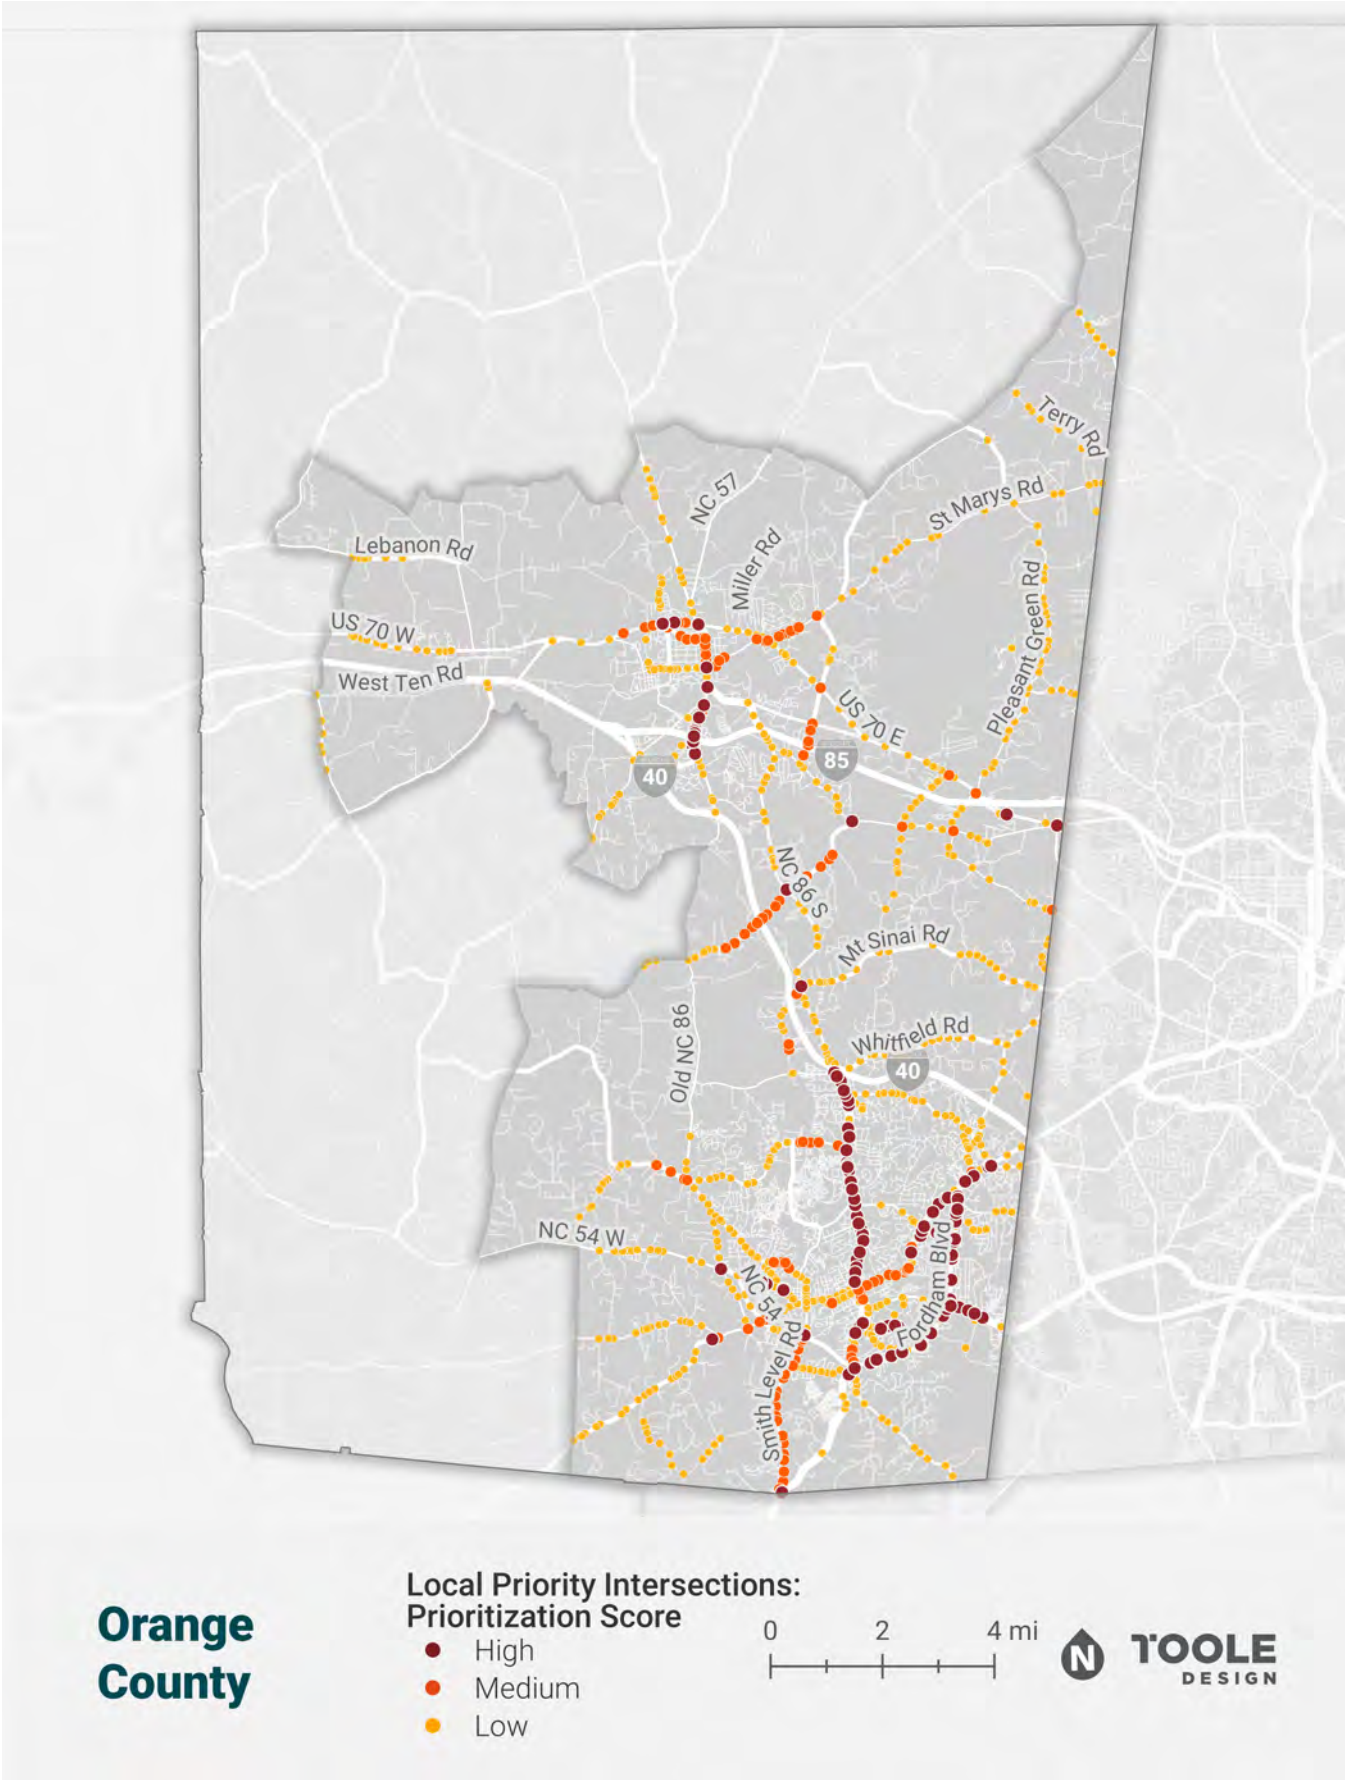 Terry Rd
NC 57
St Marys Rd
Lebanon Rd
Miller Rd
US 70 W
Pleasant Green Rd
West Ten Rd
US 70 E
85
40
NC 86 S
Mt Sinai Rd
Old NC 86
Whitfield Rd
40
NC 54 W
Fordham Blvd
NC 54
Smith Level Rd
Orange
County
Local Priority Intersections:
Prioritization Score
High
Medium
Low
0 2 4 mi
N
TOOLE
DESIGN